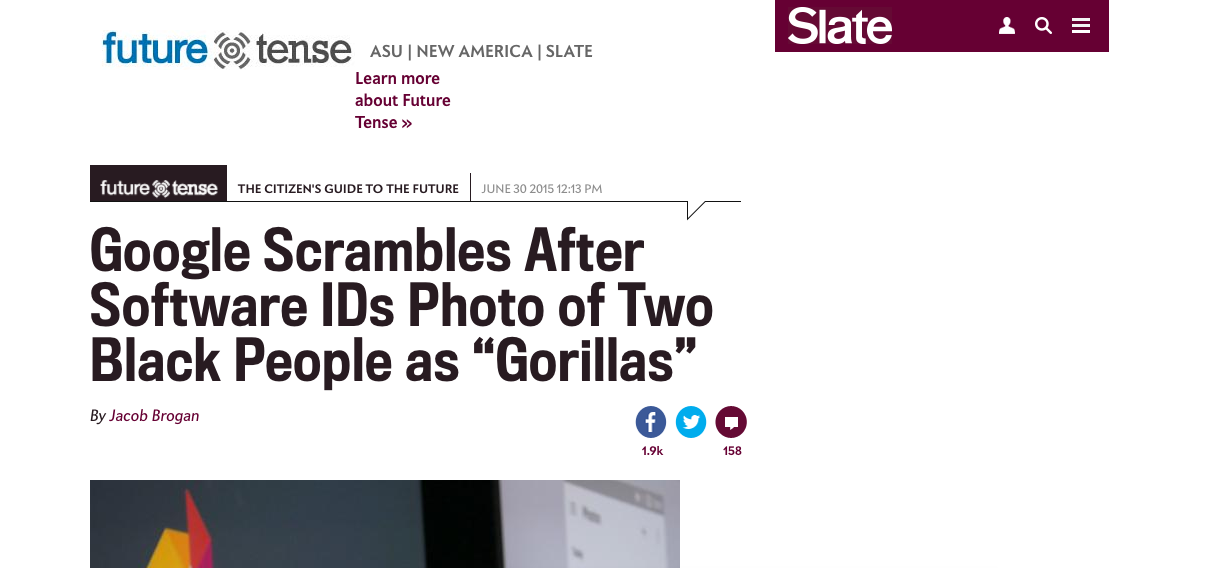 future tense ASU | NEW AMERICA | SLATE
Slate
Learn more
about Future
Tense »
future tense THE CITIZEN'S GUIDE TO THE FUTURE JUNE 30 2015 12:13 PM
Google Scrambles After
Software IDs Photo of Two
Black People as “Gorillas”
By Jacob Brogan
1.9k 158
Photos